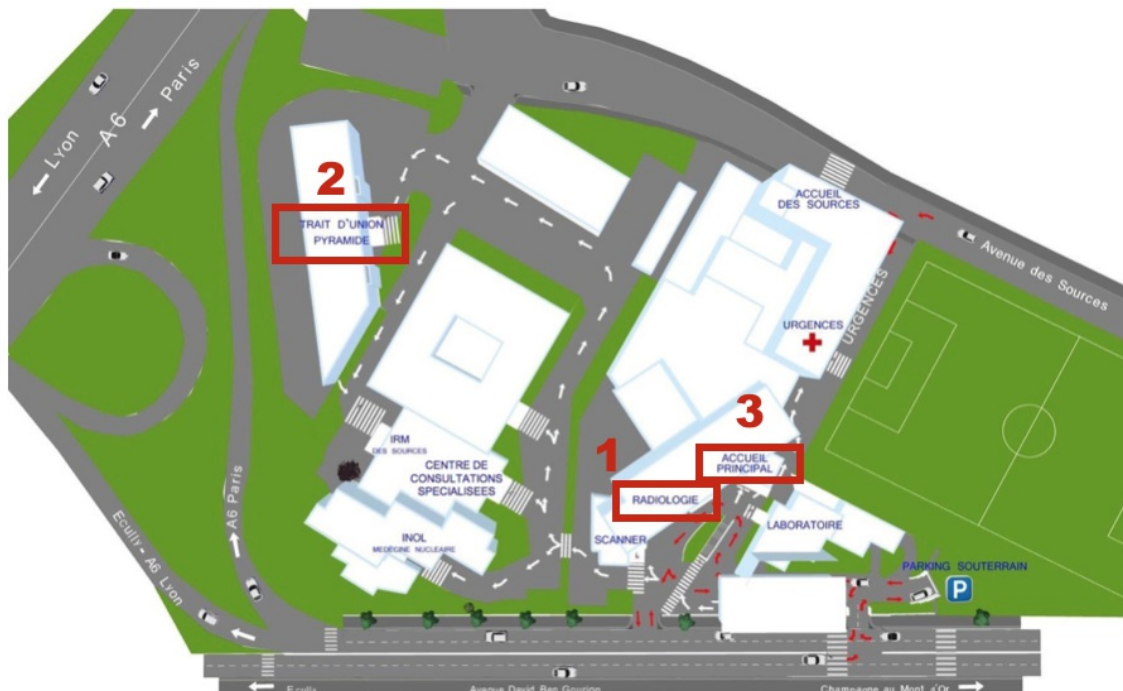 Lyon
A6
Paris
2
TRAIT D'UNION
PYRAMIDE
ACCUEIL
DES SOURCES
Avenue des Sources
URGENCES
URGENCES
3
1
ACCUEIL
PRINCIPAL
RADIOLOGIE
IRM
DES SOURCES
CENTRE DE
CONSULTATIONS
SPECIALISEES
LABORATOIRE
INOL
MEDECINE NUCLEAIRE
SCANNER
A6 Paris
Ecully-A6 Lyon
PARKING SOUTERRAIN
P
Ecully
Avenue David Ben Gourion
Champagne au Mont d'Or